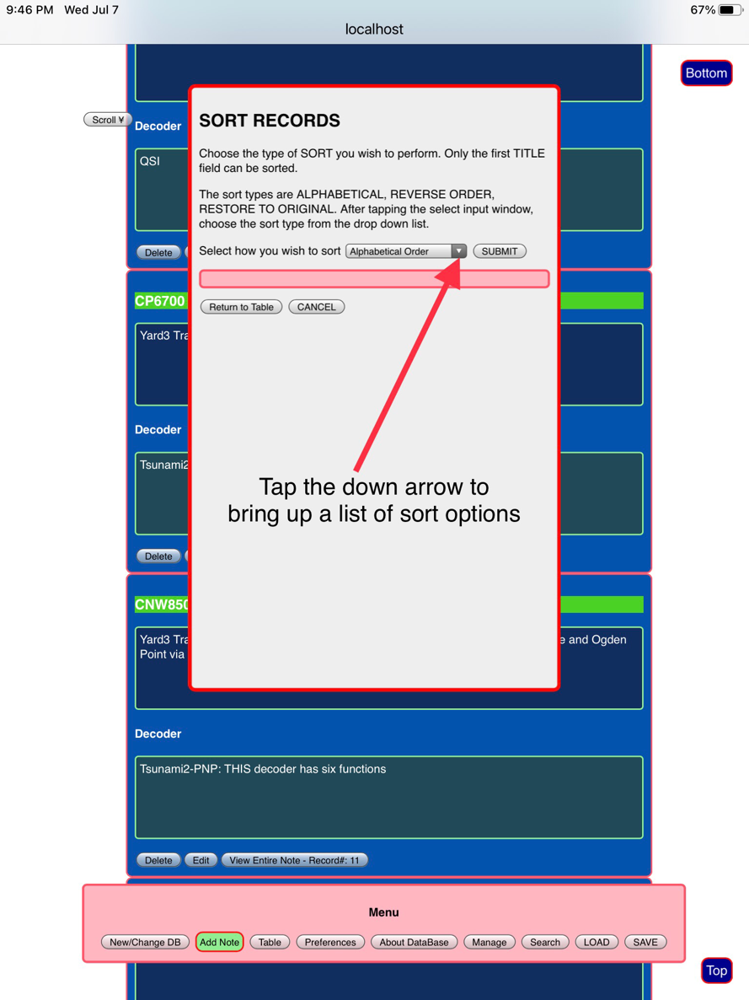 9:46 PM Wed Jul 7
67%
localhost
Bottom
Scroll ¥
Decoder
QSI
Delete
SORT RECORDS
Choose the type of SORT you wish to perform. Only the first TITLE
field can be sorted.
The sort types are ALPHABETICAL, REVERSE ORDER,
RESTORE TO ORIGINAL. After tapping the select input window,
choose the sort type from the drop down list.
Select how you wish to sort Alphabetical Order SUBMIT
Return to Table CANCEL
Tap the down arrow to
bring up a list of sort options
CP6700
Yard3 Tra
Decoder
Tsunami2
Delete
CNW850
Yard3 Tra
e and Ogden
Point via
Decoder
Tsunami2-PNP: THIS decoder has six functions
Delete Edit View Entire Note - Record#: 11
Menu
New/Change DB Add Note Table Preferences About DataBase Manage Search LOAD SAVE
Top